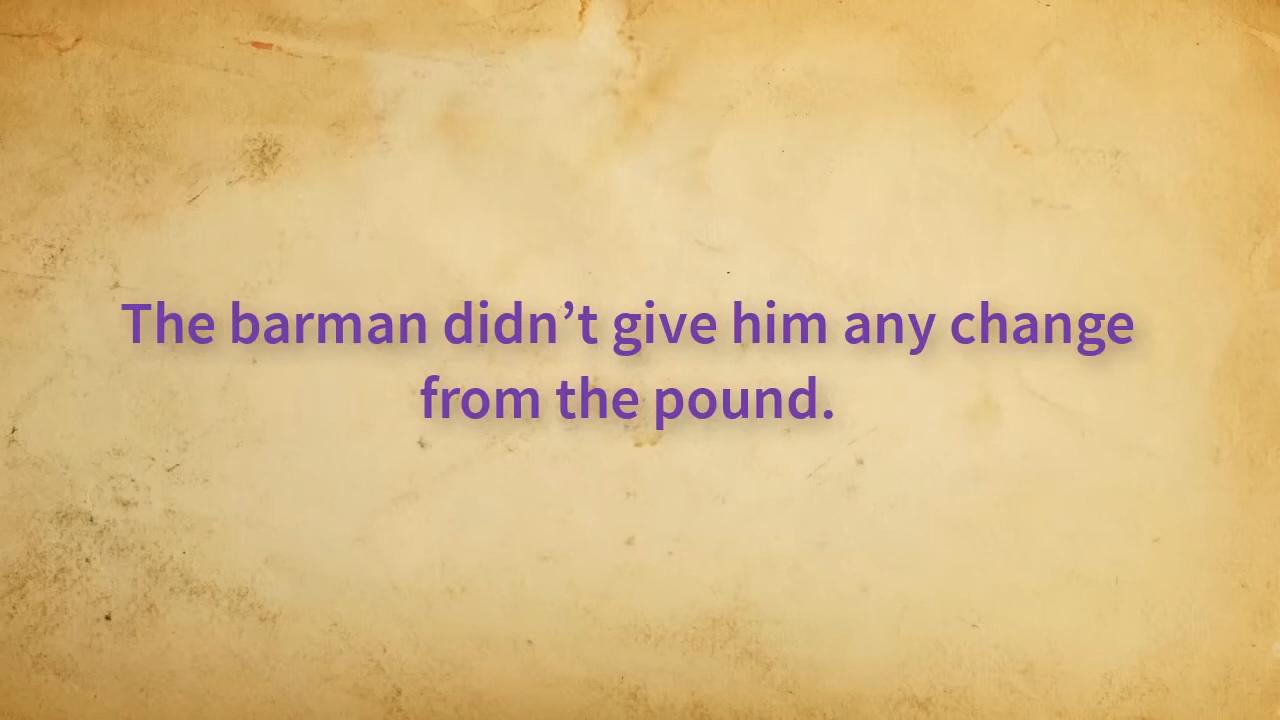 The barman didn’t give him any change
from the pound.